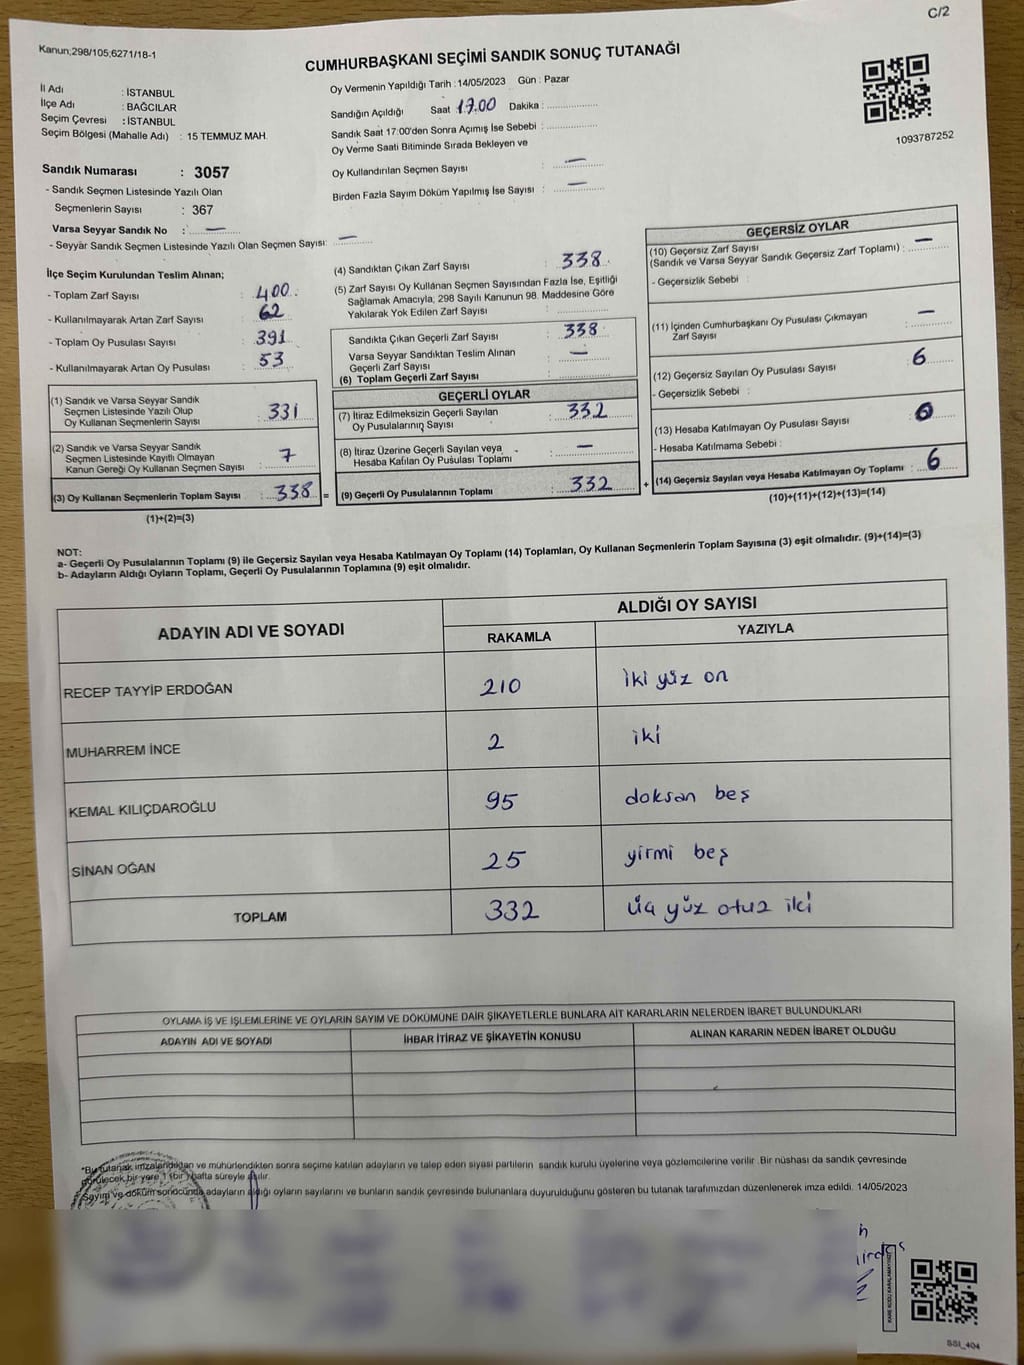 C/2
Kanun;298/105;6271/18-1
CUMHURBAŞKANI SEÇİMİ SANDIK SONUÇ TUTANAĞI
İl Adı : İSTANBUL
İlçe Adı : BAĞCILAR
Seçim Çevresi : İSTANBUL
Seçim Bölgesi (Mahalle Adı) : 15 TEMMUZ MAH.
Oy Vermenin Yapıldığı Tarih : 14/05/2023 Gün : Pazar
Sandığın Açıldığı Saat 17.00 Dakika :
Sandık Saat 17:00'den Sonra Açımış İse Sebebi :
Oy Verme Saati Bitiminde Sırada Bekleyen ve
Oy Kullandırılan Seçmen Sayısı : —
Birden Fazla Sayım Döküm Yapılmış İse Sayısı : —
1093787252
Sandık Numarası : 3057
- Sandık Seçmen Listesinde Yazılı Olan
Seçmenlerin Sayısı : 367
Varsa Seyyar Sandık No : —
- Seyyar Sandık Seçmen Listesinde Yazılı Olan Seçmen Sayısı: —
İlçe Seçim Kurulundan Teslim Alınan;
- Toplam Zarf Sayısı : 400
- Kullanılmayarak Artan Zarf Sayısı : 62
- Toplam Oy Pusulası Sayısı : 391
- Kullanılmayarak Artan Oy Pusulası : 53
(1) Sandık ve Varsa Seyyar Sandık
Seçmen Listesinde Yazılı Olup
Oy Kullanan Seçmenlerin Sayısı : 331
(2) Sandık ve Varsa Seyyar Sandık
Seçmen Listesinde Kayıtlı Olmayan
Kanun Gereği Oy Kullanan Seçmen Sayısı : 7
(3) Oy Kullanan Seçmenlerin Toplam Sayısı : 338 =
(1)+(2)=(3)
(4) Sandıktan Çıkan Zarf Sayısı : 338
(5) Zarf Sayısı Oy Kullanan Seçmen Sayısından Fazla İse, Eşitliği
Sağlamak Amacıyla, 298 Sayılı Kanunun 98. Maddesine Göre
Yakılarak Yok Edilen Zarf Sayısı :
Sandıkta Çıkan Geçerli Zarf Sayısı : 338
Varsa Seyyar Sandıktan Teslim Alınan
Geçerli Zarf Sayısı : —
(6) Toplam Geçerli Zarf Sayısı :
GEÇERLİ OYLAR
(7) İtiraz Edilmeksizin Geçerli Sayılan
Oy Pusulalarının Sayısı : 332
(8) İtiraz Üzerine Geçerli Sayılan veya
Hesaba Katılan Oy Pusulası Toplamı : —
(9) Geçerli Oy Pusulalarının Toplamı : 332 +
GEÇERSİZ OYLAR
(10) Geçersiz Zarf Sayısı
(Sandık ve Varsa Seyyar Sandık Geçersiz Zarf Toplamı) : —
- Geçersizlik Sebebi :
(11) İçinden Cumhurbaşkanı Oy Pusulası Çıkmayan
Zarf Sayısı : —
(12) Geçersiz Sayılan Oy Pusulası Sayısı : 6
- Geçersizlik Sebebi :
(13) Hesaba Katılmayan Oy Pusulası Sayısı :
- Hesaba Katılmama Sebebi :
(14) Geçersiz Sayılan veya Hesaba Katılmayan Oy Toplamı : 6
(10)+(11)+(12)+(13)=(14)
NOT:
a- Geçerli Oy Pusulalarının Toplamı (9) ile Geçersiz Sayılan veya Hesaba Katılmayan Oy Toplamı (14) Toplamları, Oy Kullanan Seçmenlerin Toplam Sayısına (3) eşit olmalıdır. (9)+(14)=(3)
b- Adayların Aldığı Oyların Toplamı, Geçerli Oy Pusulalarının Toplamına (9) eşit olmalıdır.
ADAYIN ADI VE SOYADI
ALDIĞI OY SAYISI
RAKAMLA YAZIYLA
RECEP TAYYİP ERDOĞAN 210 iki yüz on
MUHARREM İNCE 2 iki
KEMAL KILIÇDAROĞLU 95 doksan beş
SİNAN OĞAN 25 yirmi beş
TOPLAM 332 üç yüz otuz iki
OYLAMA İŞ VE İŞLEMLERİNE VE OYLARIN SAYIM VE DÖKÜMÜNE DAİR ŞİKAYETLERLE BUNLARA AİT KARARLARIN NELERDEN İBARET BULUNDUKLARI
ADAYIN ADI VE SOYADI İHBAR İTİRAZ VE ŞİKAYETİN KONUSU ALINAN KARARIN NEDEN İBARET OLDUĞU
*Bu tutanak imzalandıktan ve mühürlendikten sonra seçime katılan adayların ve talep eden siyasi partilerin sandık kurulu üyelerine veya gözlemcilerine verilir. Bir nüshası da sandık çevresinde
görülecek bir yere 1 (bir) hafta süreyle asılır.
Sayım ve döküm sonucunda adayların aldığı oyların sayılarını ve bunların sandık çevresinde bulunanlara duyurulduğunu gösteren bu tutanak tarafımızdan düzenlenerek imza edildi. 14/05/2023
SSI_404